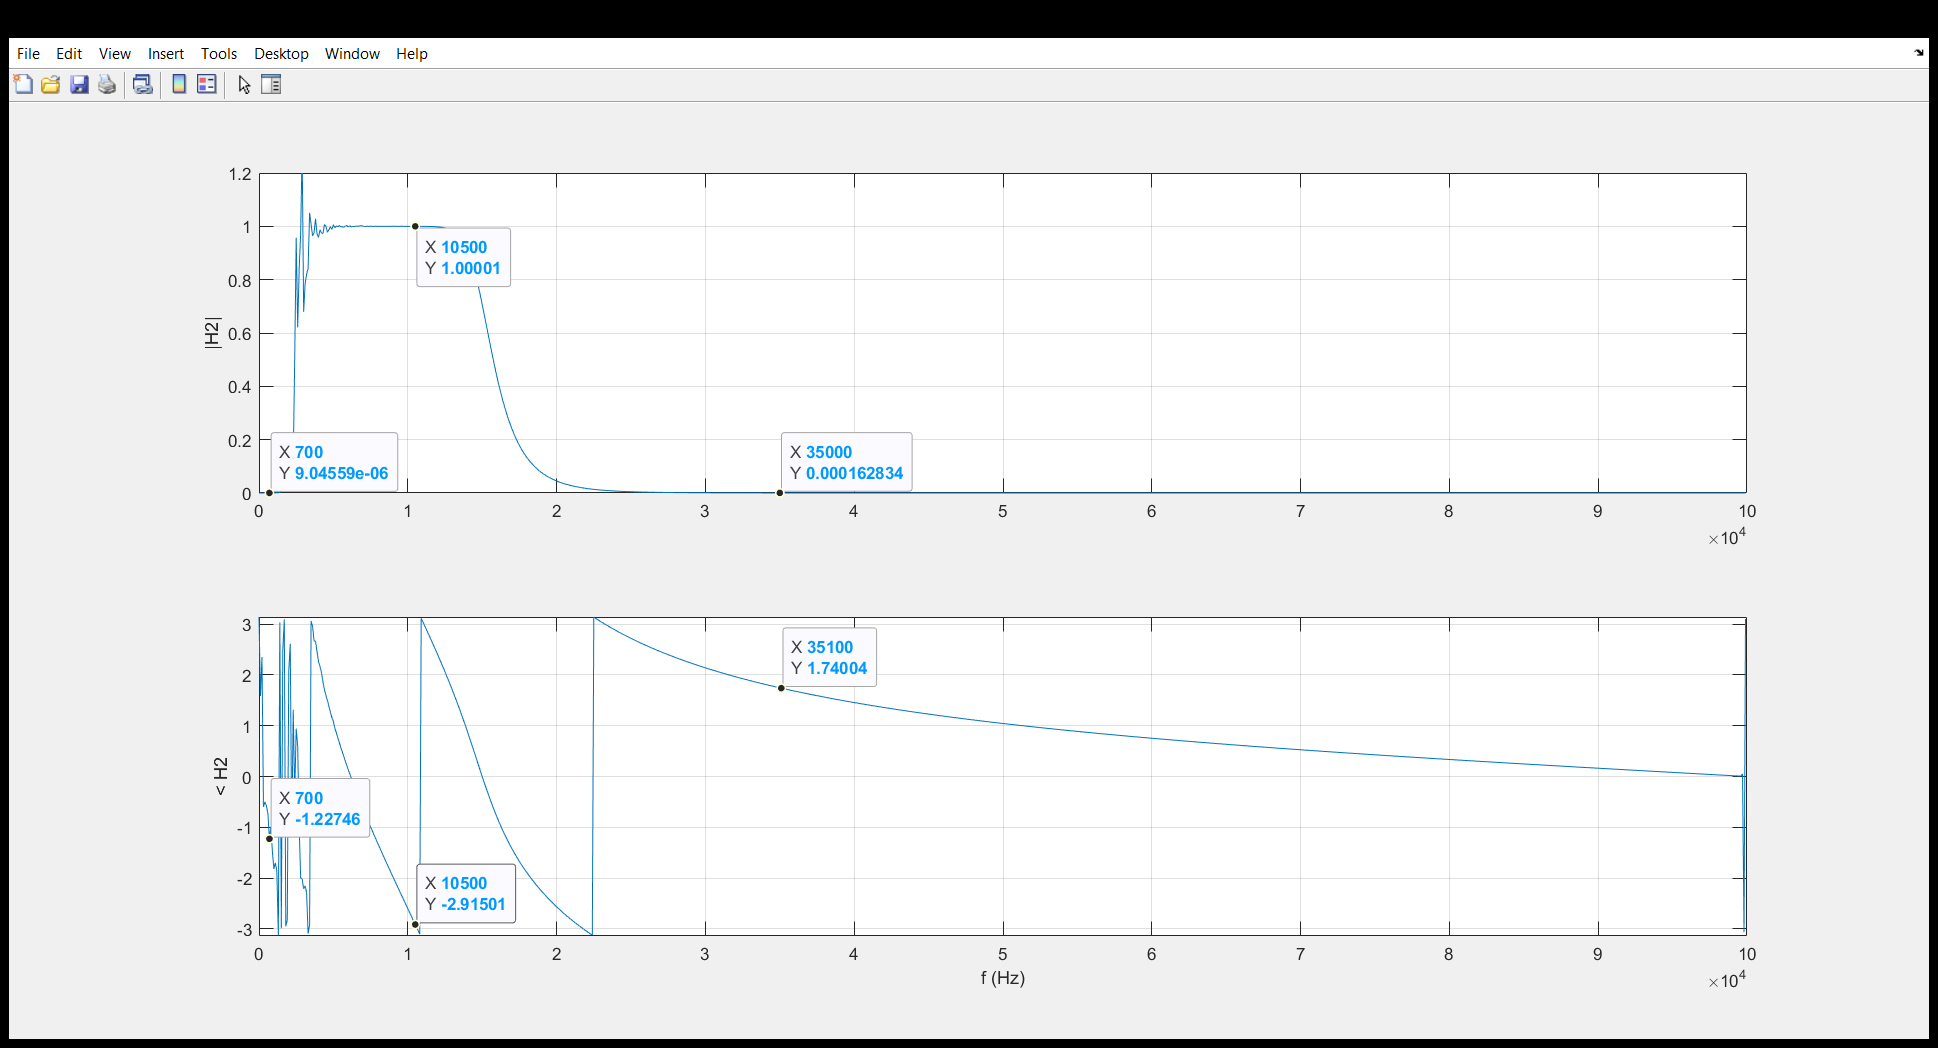 File Edit View Insert Tools Desktop Window Help
1.2
1
0.8
0.6
0.4
0.2
0
|H2|
X 10500
Y 1.00001
X 700
Y 9.04559e-06
X 35000
Y 0.000162834
0 1 2 3 4 5 6 7 8 9 10
×10^4
3
2
1
0
-1
-2
-3
< H2
X 35100
Y 1.74004
X 700
Y -1.22746
X 10500
Y -2.91501
0 1 2 3 4 5 6 7 8 9 10
f (Hz)
×10^4